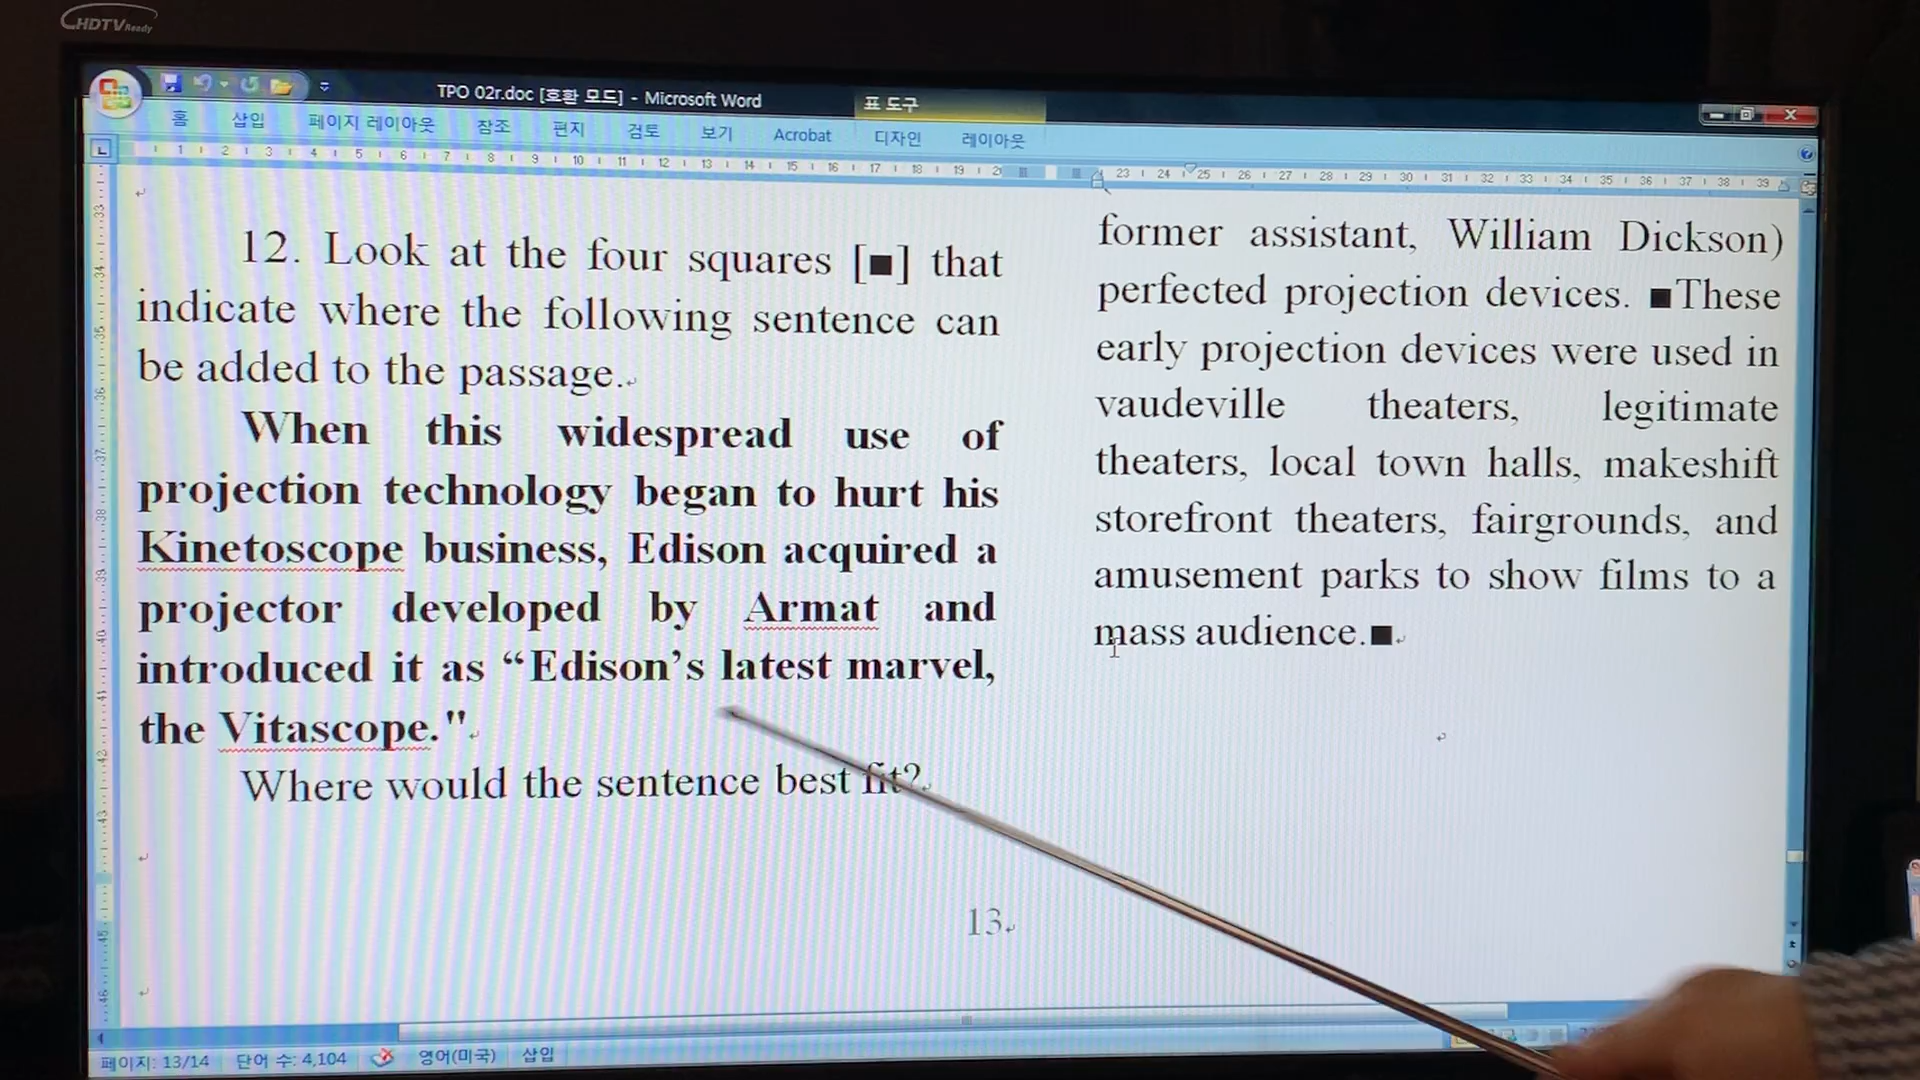 HDTV Ready
TPO 02r.doc [호환 모드] - Microsoft Word
표 도구
홈 삽입 페이지 레이아웃 참조 편지 검토 보기 Acrobat 디자인 레이아웃
12. Look at the four squares [■] that
indicate where the following sentence can
be added to the passage.
When this widespread use of
projection technology began to hurt his
Kinetoscope business, Edison acquired a
projector developed by Armat and
introduced it as “Edison’s latest marvel,
the Vitascope."
Where would the sentence best fit?
13
former assistant, William Dickson)
perfected projection devices. ■These
early projection devices were used in
vaudeville theaters, legitimate
theaters, local town halls, makeshift
storefront theaters, fairgrounds, and
amusement parks to show films to a
mass audience.■
페이지: 13/14 단어 수: 4,104 영어(미국) 삽입